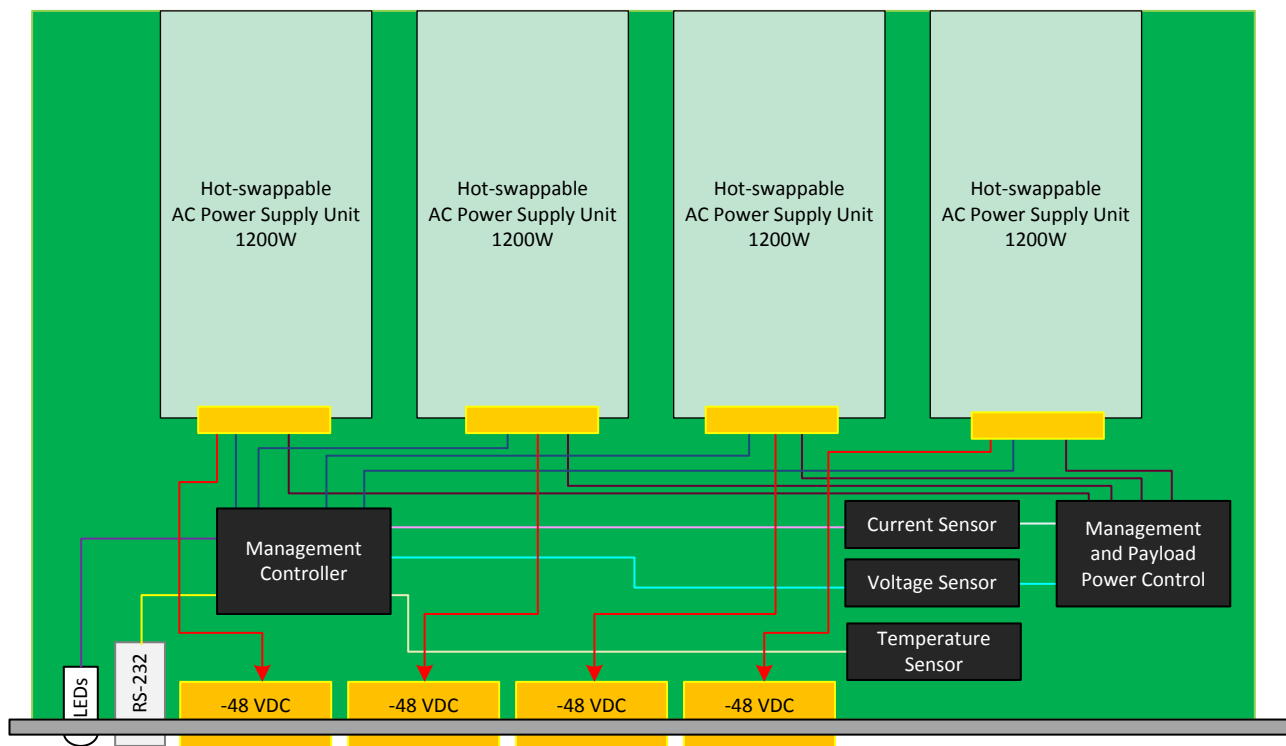 Hot-swappable
AC Power Supply Unit
1200W
Hot-swappable
AC Power Supply Unit
1200W
Hot-swappable
AC Power Supply Unit
1200W
Hot-swappable
AC Power Supply Unit
1200W
Management
Controller
Current Sensor
Voltage Sensor
Temperature
Sensor
Management
and Payload
Power Control
LEDs
RS-232
-48 VDC
-48 VDC
-48 VDC
-48 VDC